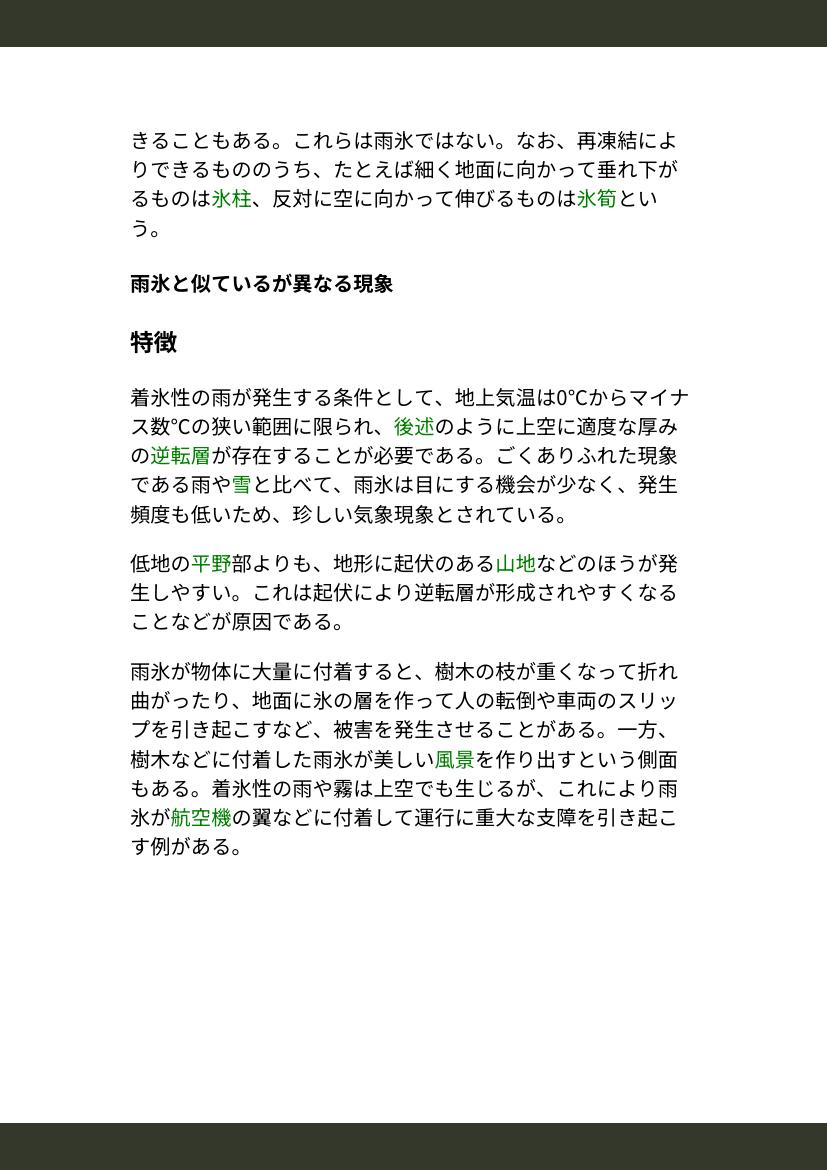 きることもある。これらは雨氷ではない。なお、再凍結によ
りできるもののうち、たとえば細く地面に向かって垂れ下が
るものは氷柱、反対に空に向かって伸びるものは氷筍とい
う。
雨氷と似ているが異なる現象
特徴
着氷性の雨が発生する条件として、地上気温は0℃からマイナ
ス数℃の狭い範囲に限られ、後述のように上空に適度な厚み
の逆転層が存在することが必要である。ごくありふれた現象
である雨や雪と比べて、雨氷は目にする機会が少なく、発生
頻度も低いため、珍しい気象現象とされている。
低地の平野部よりも、地形に起伏のある山地などのほうが発
生しやすい。これは起伏により逆転層が形成されやすくなる
ことなどが原因である。
雨氷が物体に大量に付着すると、樹木の枝が重くなって折れ
曲がったり、地面に氷の層を作って人の転倒や車両のスリッ
プを引き起こすなど、被害を発生させることがある。一方、
樹木などに付着した雨氷が美しい風景を作り出すという側面
もある。着氷性の雨や霧は上空でも生じるが、これにより雨
氷が航空機の翼などに付着して運行に重大な支障を引き起こ
す例がある。